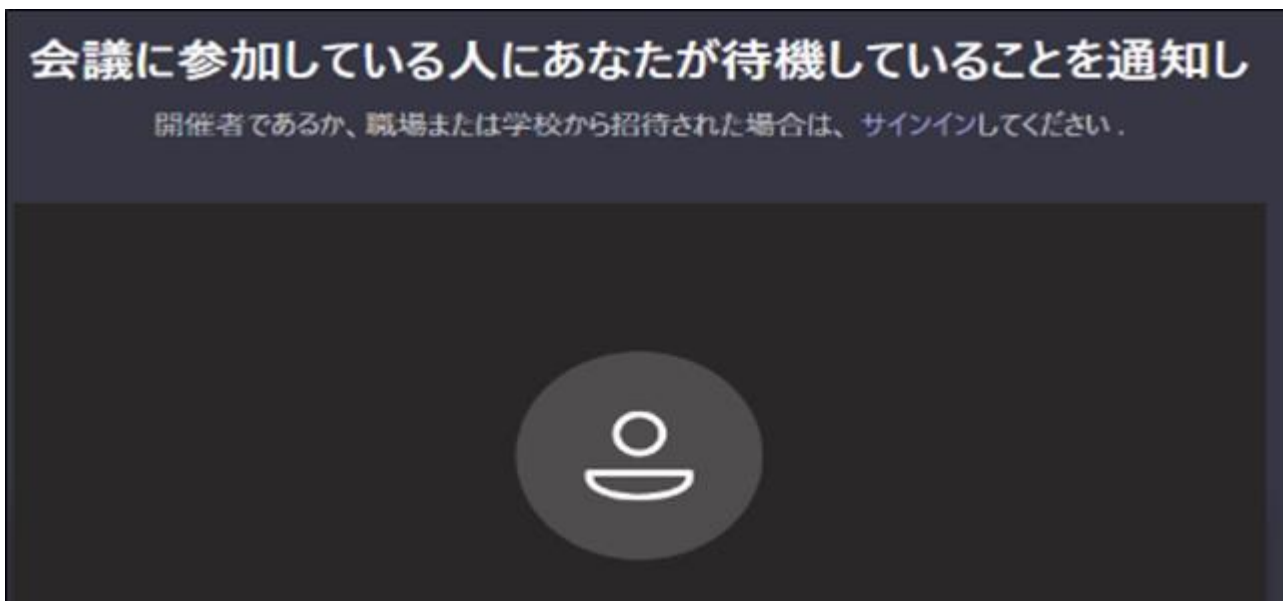 会議に参加している人にあなたが待機していることを通知し
開催者であるか、職場または学校から招待された場合は、サインインしてください.